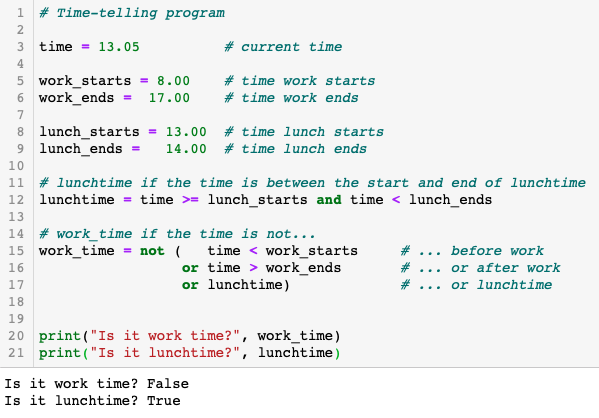 1 # Time-telling program
2
3 time = 13.05 # current time
4
5 work_starts = 8.00 # time work starts
6 work_ends = 17.00 # time work ends
7
8 lunch_starts = 13.00 # time lunch starts
9 lunch_ends = 14.00 # time lunch ends
10
11 # lunchtime if the time is between the start and end of lunchtime
12 lunchtime = time >= lunch_starts and time < lunch_ends
13
14 # work_time if the time is not...
15 work_time = not ( time < work_starts # ... before work
16 or time > work_ends # ... or after work
17 or lunchtime) # ... or lunchtime
18
19
20 print("Is it work time?", work_time)
21 print("Is it lunchtime?", lunchtime)
Is it work time? False
Is it lunchtime? True